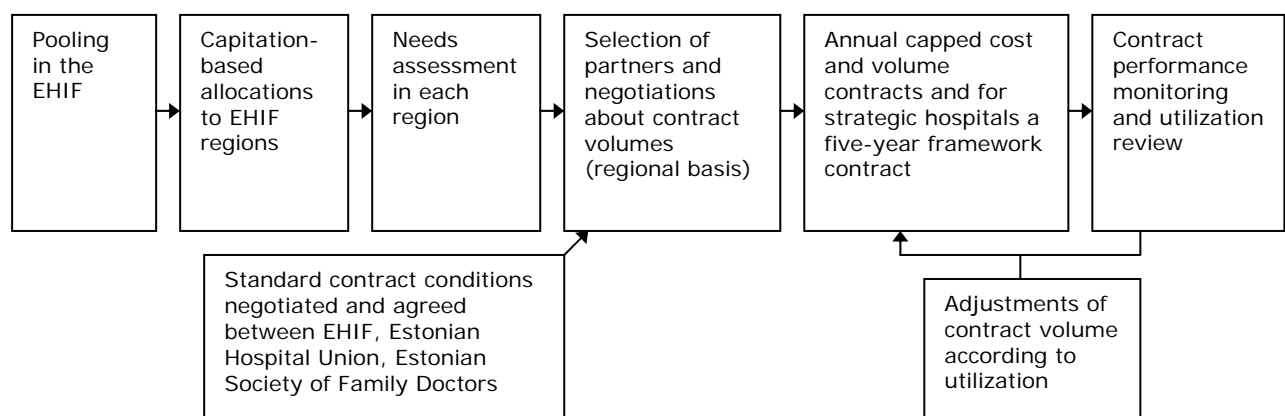 Pooling
in the
EHIF
Capitation-
based
allocations
to EHIF
regions
Needs
assessment
in each
region
Selection of
partners and
negotiations
about contract
volumes
(regional basis)
Annual capped cost
and volume
contracts and for
strategic hospitals a
five-year framework
contract
Contract
performance
monitoring
and utilization
review
Standard contract conditions
negotiated and agreed
between EHIF, Estonian
Hospital Union, Estonian
Society of Family Doctors
Adjustments of
contract volume
according to
utilization